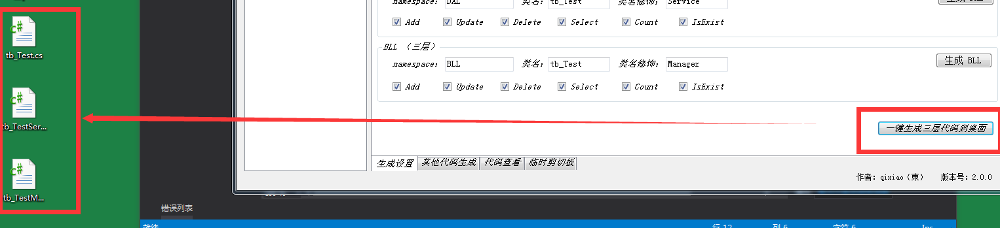 tb_Test.cs
tb_TestSer...
tb_TestM...
namespace: DAL 类名: tb_Test 类名修饰: Service
Add Update Delete Select Count IsExist
BLL （三层）
namespace: BLL 类名: tb_Test 类名修饰: Manager 生成 BLL
Add Update Delete Select Count IsExist
一键生成三层代码到桌面
生成设置 其他代码生成 代码查看 临时剪切板
作者: qixiao（東） 版本号: 2.0.0
错误列表
就绪 行 12 列 6 字符 6 Ins